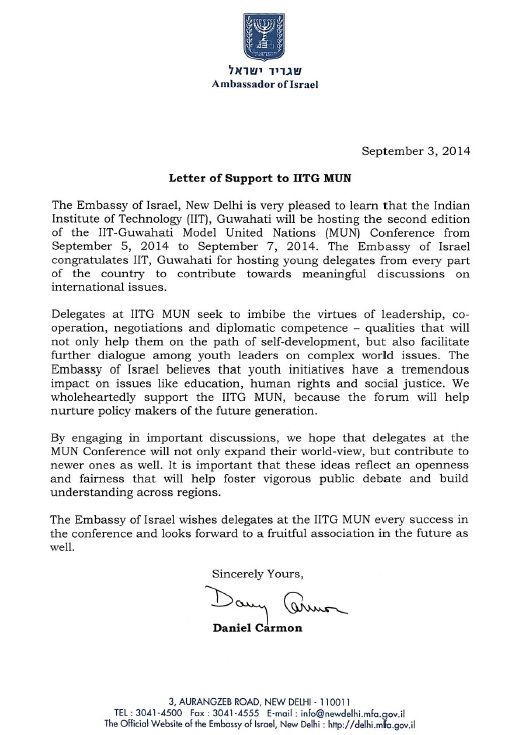 שגריר ישראל
Ambassador of Israel
September 3, 2014
Letter of Support to IITG MUN
The Embassy of Israel, New Delhi is very pleased to learn that the Indian
Institute of Technology (IIT), Guwahati will be hosting the second edition
of the IIT-Guwahati Model United Nations (MUN) Conference from
September 5, 2014 to September 7, 2014. The Embassy of Israel
congratulates IIT, Guwahati for hosting young delegates from every part
of the country to contribute towards meaningful discussions on
international issues.
Delegates at IITG MUN seek to imbibe the virtues of leadership, co-
operation, negotiations and diplomatic competence – qualities that will
not only help them on the path of self-development, but also facilitate
further dialogue among youth leaders on complex world issues. The
Embassy of Israel believes that youth initiatives have a tremendous
impact on issues like education, human rights and social justice. We
wholeheartedly support the IITG MUN, because the forum will help
nurture policy makers of the future generation.
By engaging in important discussions, we hope that delegates at the
MUN Conference will not only expand their world-view, but contribute to
newer ones as well. It is important that these ideas reflect an openness
and fairness that will help foster vigorous public debate and build
understanding across regions.
The Embassy of Israel wishes delegates at the IITG MUN every success in
the conference and looks forward to a fruitful association in the future as
well.
Sincerely Yours,
Dany Carmon
Daniel Carmon
3, AURANGZEB ROAD, NEW DELHI - 110011
TEL : 3041-4500 Fax : 3041-4555 E-mail : info@newdelhi.mfa.gov.il
The Official Website of the Embassy of Israel, New Delhi : http://delhi.mfa.gov.il